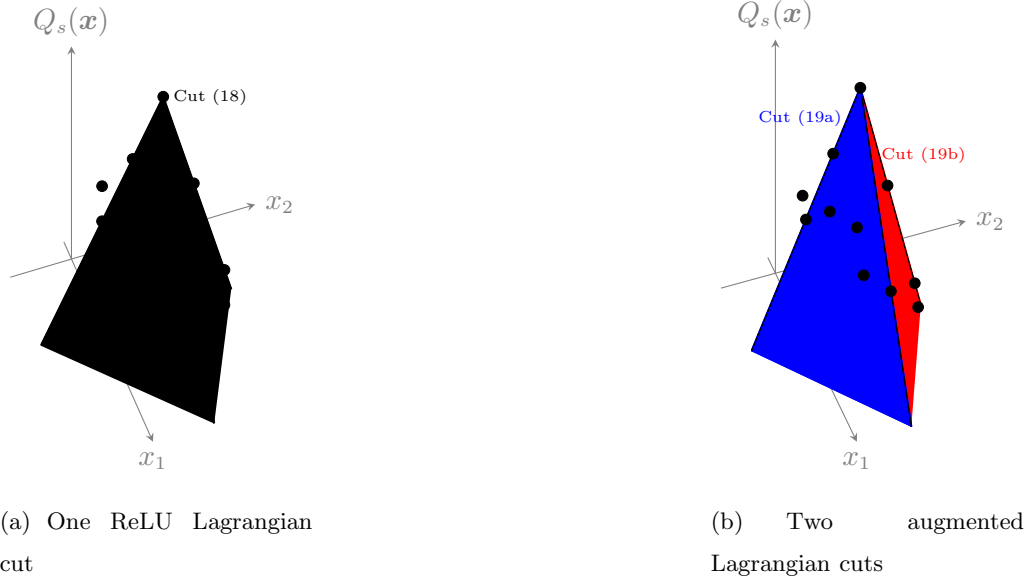 Q_s(x)
Cut (18)
x_2
x_1
(a) One ReLU Lagrangian
cut
Q_s(x)
Cut (19a)
Cut (19b)
x_2
x_1
(b) Two augmented
Lagrangian cuts